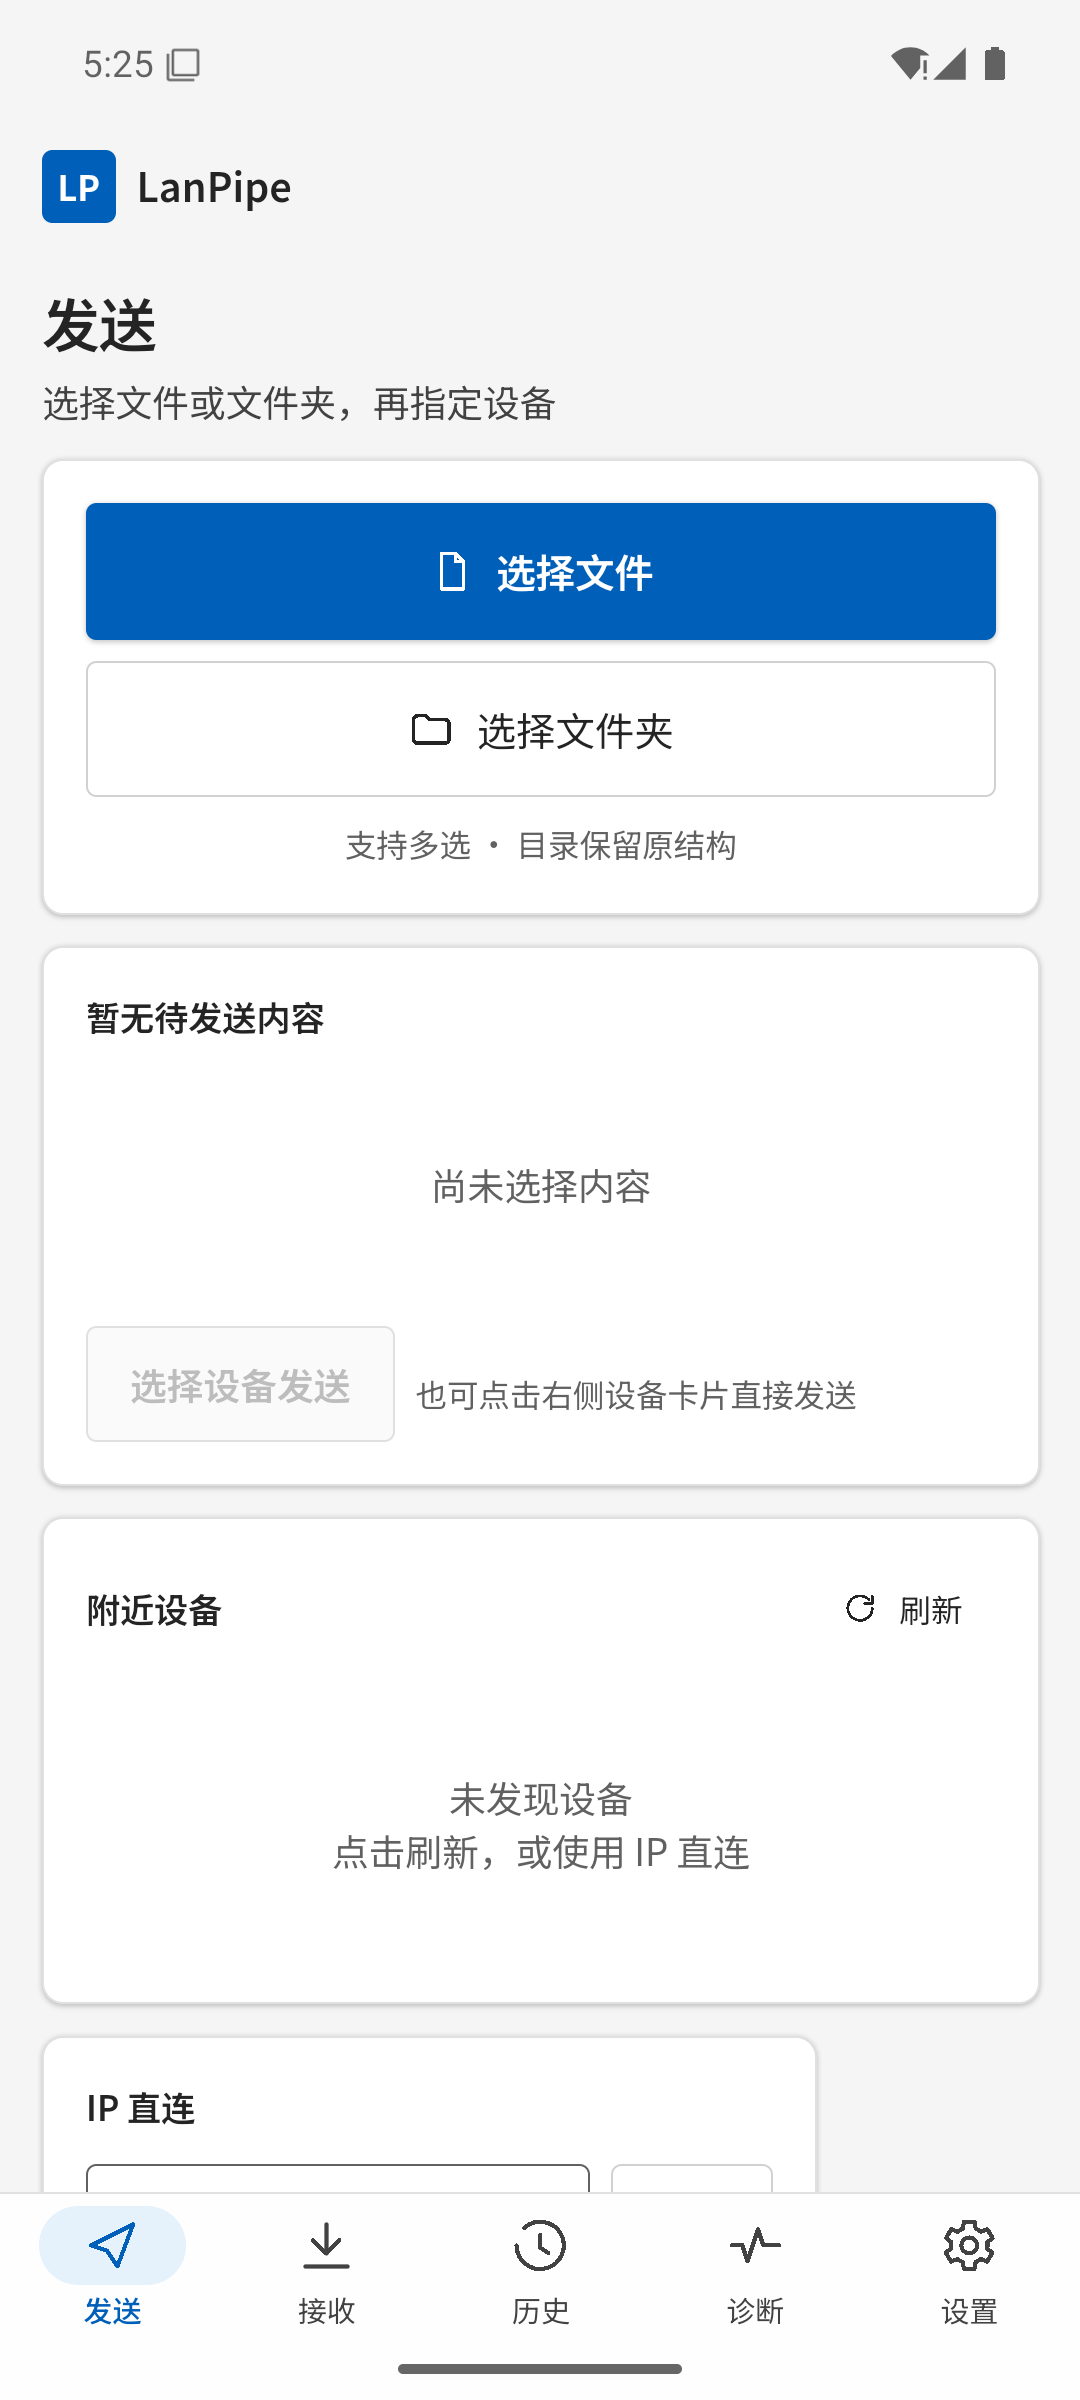 5:25
LP LanPipe
发送
选择文件或文件夹，再指定设备
选择文件
选择文件夹
支持多选 · 目录保留原结构
暂无待发送内容
尚未选择内容
选择设备发送 也可点击右侧设备卡片直接发送
附近设备 刷新
未发现设备
点击刷新，或使用 IP 直连
IP 直连
发送 接收 历史 诊断 设置